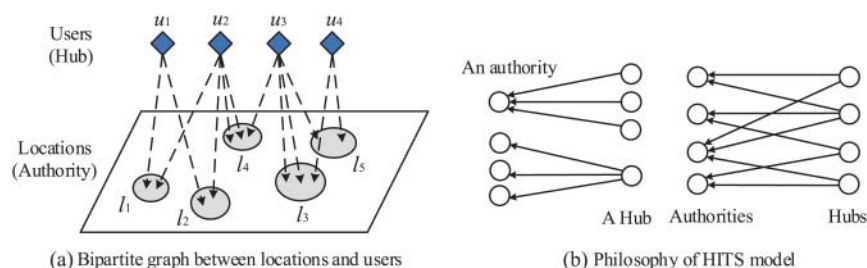 u1 u2 u3 u4
Users
(Hub)
An authority
Locations
(Authority)
l4
l5
l1
l2
l3
A Hub
Authorities
Hubs
(a) Bipartite graph between locations and users
(b) Philosophy of HITS model